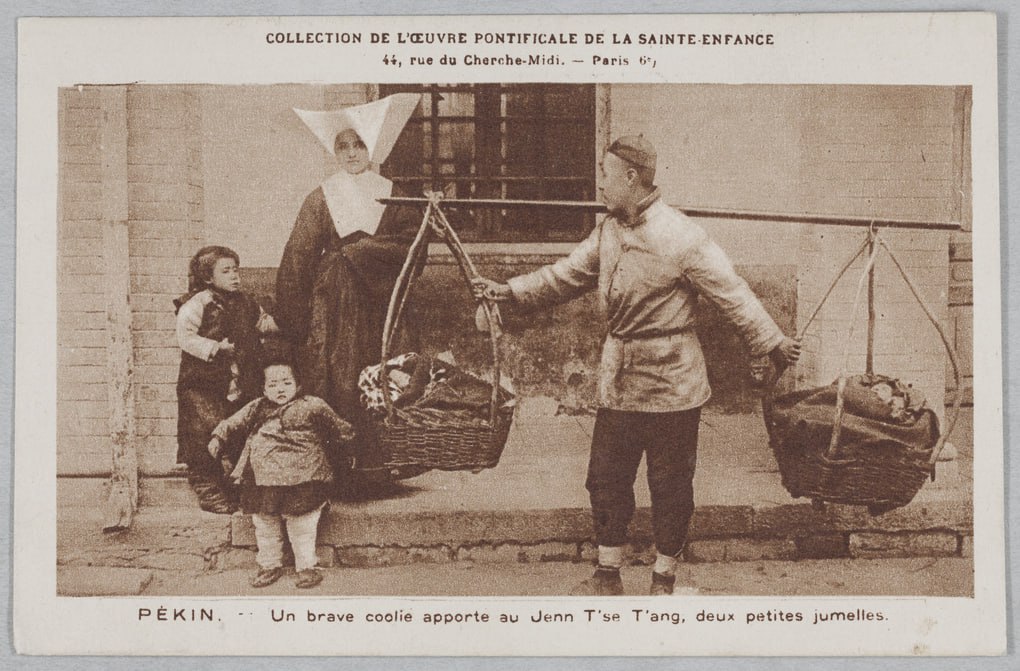 COLLECTION DE L'ŒUVRE PONTIFICALE DE LA SAINTE-ENFANCE
44, rue du Cherche-Midi. — Paris 6e,
PÉKIN. -- Un brave coolie apporte au Jenn T'se T'ang, deux petites jumelles.